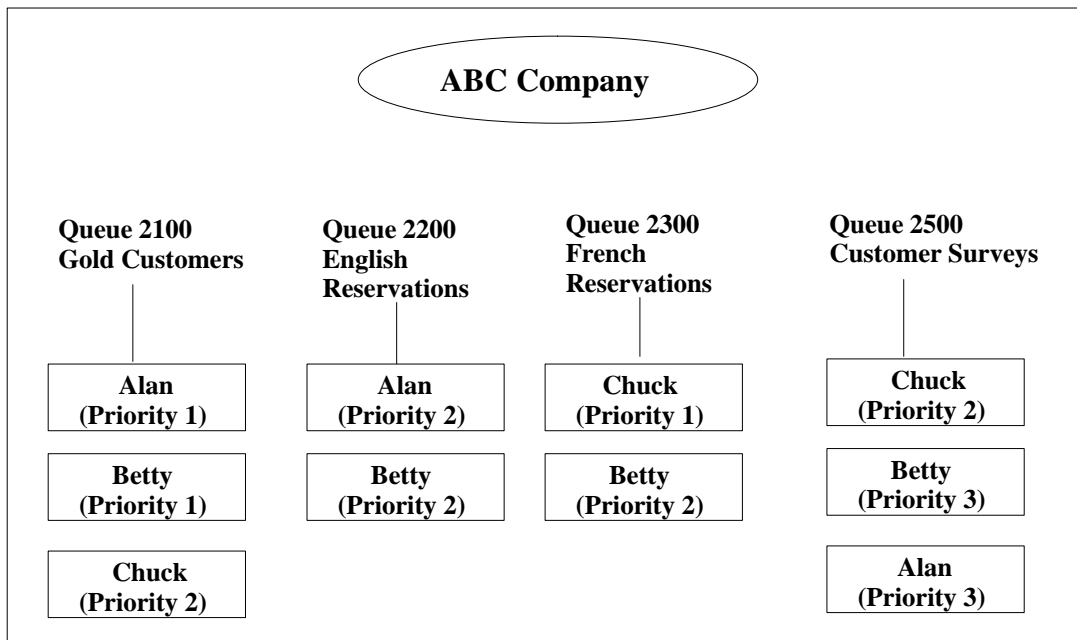 ABC Company
Queue 2100
Gold Customers
Alan
(Priority 1)
Betty
(Priority 1)
Chuck
(Priority 2)
Queue 2200
English
Reservations
Alan
(Priority 2)
Betty
(Priority 2)
Queue 2300
French
Reservations
Chuck
(Priority 1)
Betty
(Priority 2)
Queue 2500
Customer Surveys
Chuck
(Priority 2)
Betty
(Priority 3)
Alan
(Priority 3)